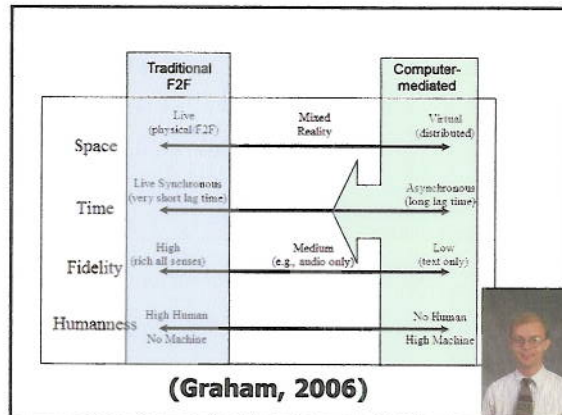 Traditional
F2F
Computer-
mediated
Space
Live
(physical/F2F)
Mixed
Reality
Virtual
(distributed)
Time
Live Synchronous
(very short lag time)
Asynchronous
(long lag time)
Fidelity
High
(rich all senses)
Medium
(e.g., audio only)
Low
(text only)
Humanness
High Human
No Machine
No Human
High Machine
(Graham, 2006)